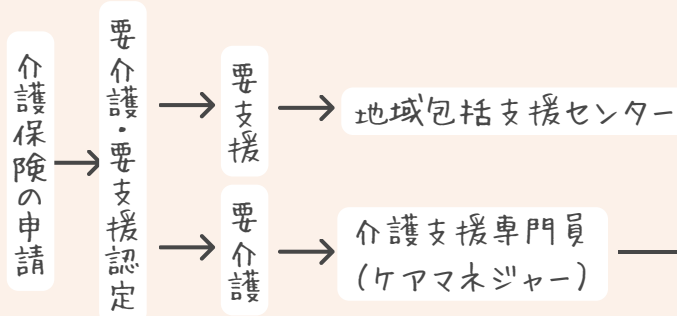 介護保険の申請
要介護・要支援認定
要支援
地域包括支援センター
要介護
介護支援専門員
(ケアマネジャー)